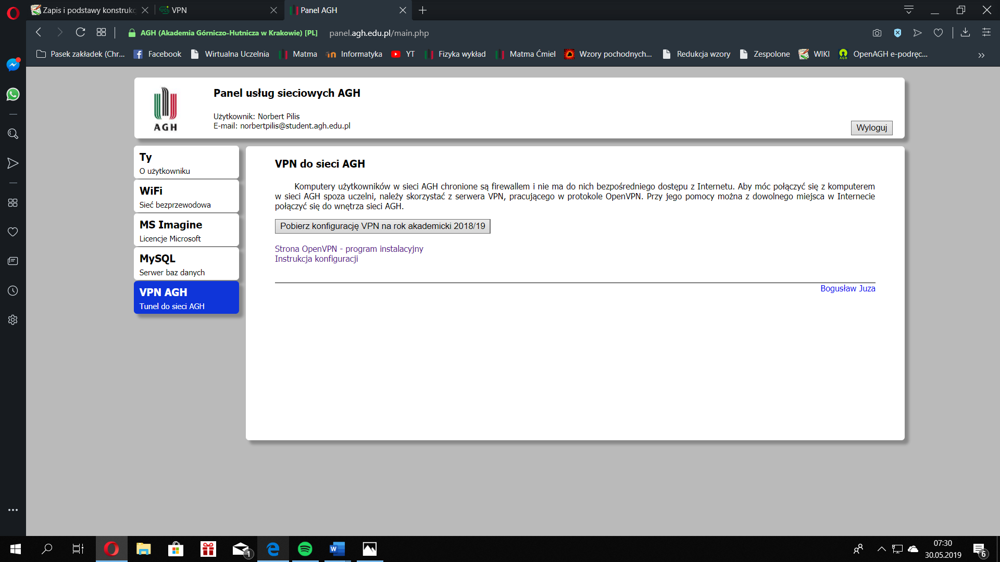 Zapis i podstawy konstrukc
VPN
Panel AGH
AGH (Akademia Górniczo-Hutnicza w Krakowie) [PL]
panel.agh.edu.pl/main.php
Pasek zakładek (Chr...
Facebook
Wirtualna Uczelnia
Matma
Informatyka
YT
Fizyka wykład
Matma Ćmiel
Wzory pochodnych...
Redukcja wzory
Zespolone
WIKI
OpenAGH e-podręc...
AGH
Panel usług sieciowych AGH
Użytkownik: Norbert Pilis
E-mail: norbertpilis@student.agh.edu.pl
Wyloguj
Ty
O użytkowniku
WiFi
Sieć bezprzewodowa
MS Imagine
Licencje Microsoft
MySQL
Serwer baz danych
VPN AGH
Tunel do sieci AGH
VPN do sieci AGH
Komputery użytkowników w sieci AGH chronione są firewallem i nie ma do nich bezpośredniego dostępu z Internetu. Aby móc połączyć się z komputerem
w sieci AGH spoza uczelni, należy skorzystać z serwera VPN, pracującego w protokole OpenVPN. Przy jego pomocy można z dowolnego miejsca w Internecie
połączyć się do wnętrza sieci AGH.
Pobierz konfigurację VPN na rok akademicki 2018/19
Strona OpenVPN - program instalacyjny
Instrukcja konfiguracji
Bogusław Juza
1
07:30
30.05.2019
6